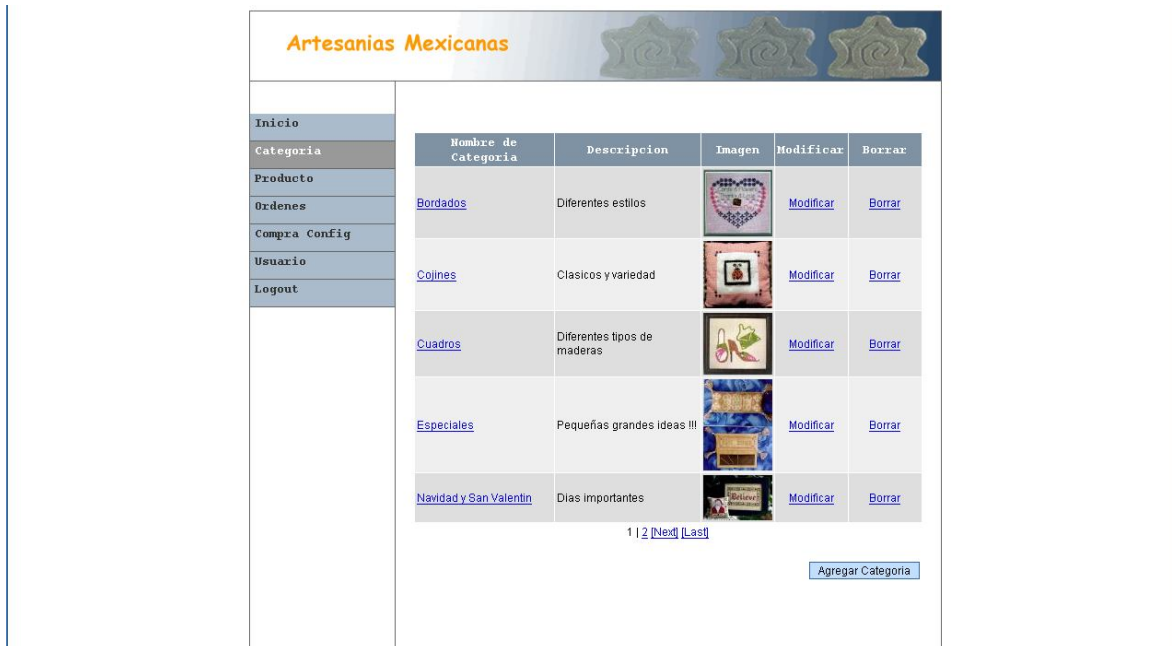 Artesanias Mexicanas
Inicio
Categoria
Producto
Ordenes
Compra Config
Usuario
Logout
Nombre de
Categoria
Descripcion
Imagen
Modificar
Borrar
Bordados
Diferentes estilos
Modificar
Borrar
Cojines
Clasicos y variedad
Modificar
Borrar
Cuadros
Diferentes tipos de
maderas
Modificar
Borrar
Especiales
Pequeñas grandes ideas !!!
Modificar
Borrar
Navidad y San Valentin
Dias importantes
Believe
Modificar
Borrar
1 | 2 [Next] [Last]
Agregar Categoria